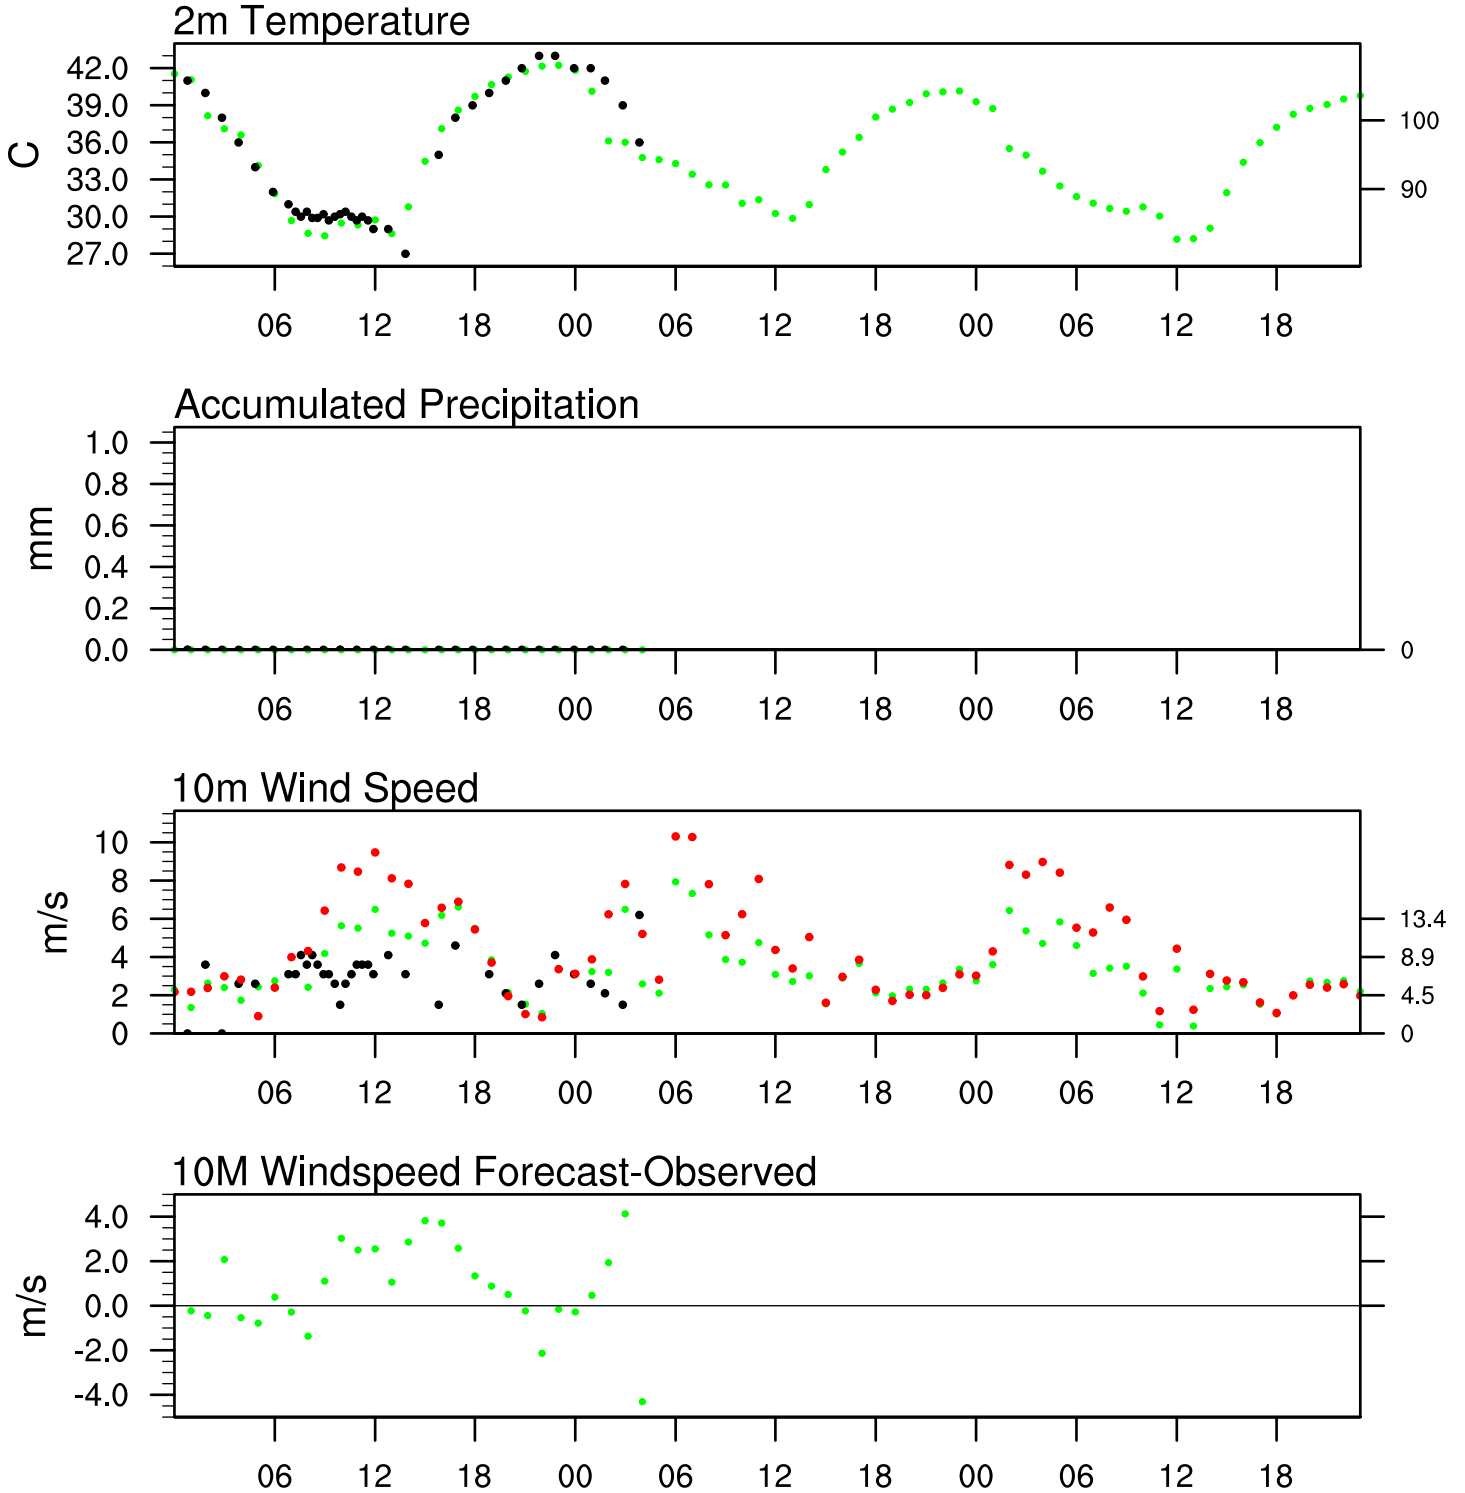 2m Temperature
42.0
39.0
36.0
33.0
30.0
27.0
C
100
90
06 12 18 00 06 12 18 00 06 12 18
Accumulated Precipitation
1.0
0.8
0.6
0.4
0.2
0.0
mm
0
06 12 18 00 06 12 18 00 06 12 18
10m Wind Speed
10
8
6
4
2
0
m/s
13.4
8.9
4.5
0
06 12 18 00 06 12 18 00 06 12 18
10M Windspeed Forecast-Observed
4.0
2.0
0.0
-2.0
-4.0
m/s
06 12 18 00 06 12 18 00 06 12 18